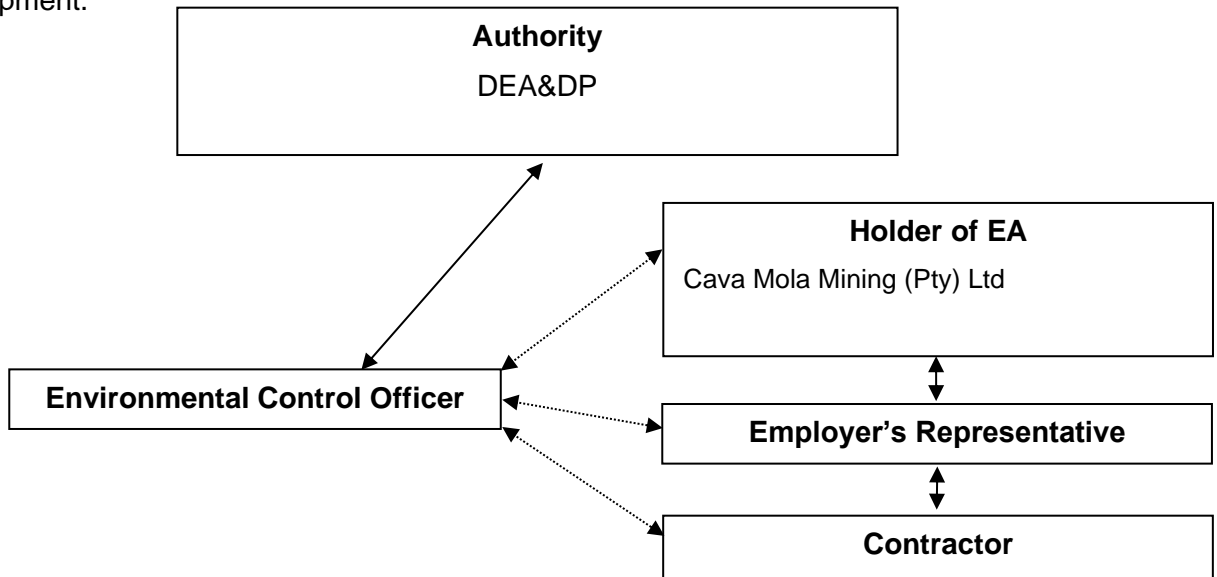 pment.
Authority
DEA&DP
Holder of EA
Cava Mola Mining (Pty) Ltd
Environmental Control Officer
Employer’s Representative
Contractor